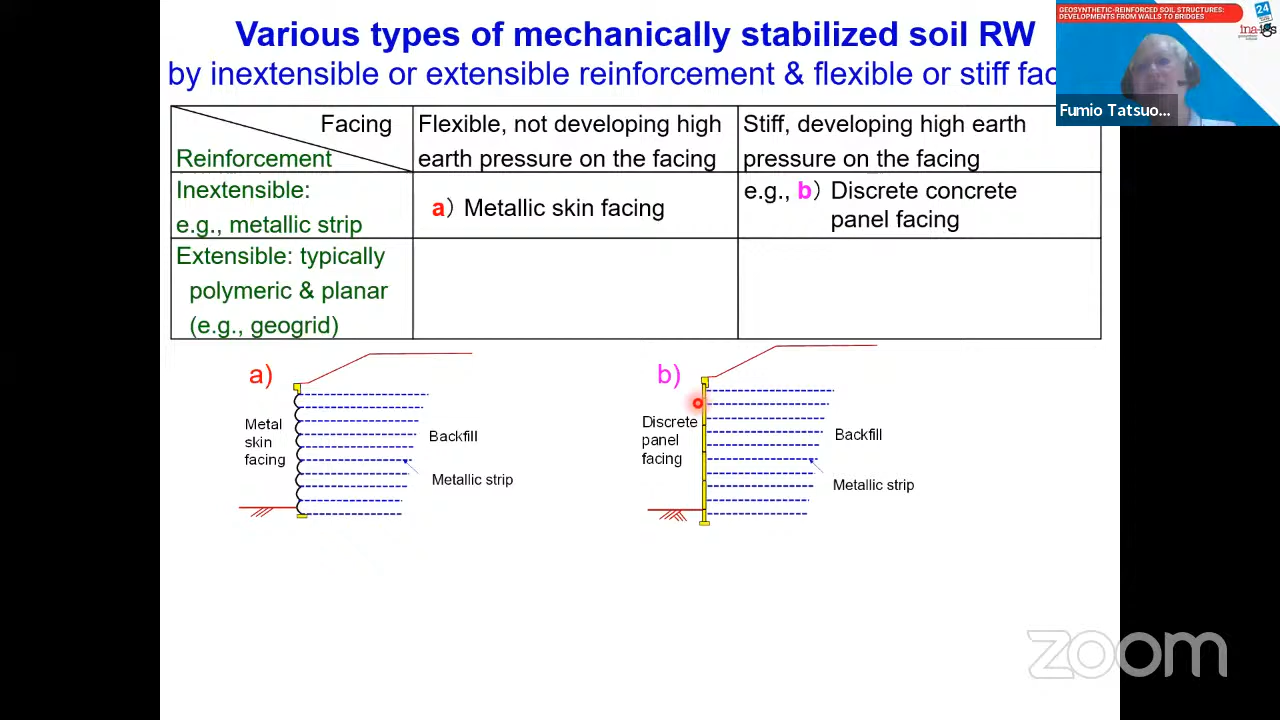 Various types of mechanically stabilized soil RW
by inextensible or extensible reinforcement & flexible or stiff fac
GEOSYNTHETIC-REINFORCED SOIL STRUCTURES:
DEVELOPMENTS FROM WALLS TO BRIDGES
24
ina-igs
Fumio Tatsuo...
Facing
Reinforcement
Flexible, not developing high
earth pressure on the facing
Stiff, developing high earth
pressure on the facing
Inextensible:
e.g., metallic strip
a) Metallic skin facing
e.g., b) Discrete concrete
panel facing
Extensible: typically
polymeric & planar
(e.g., geogrid)
a)
Metal
skin
facing
Backfill
Metallic strip
b)
Discrete
panel
facing
Backfill
Metallic strip
zoom